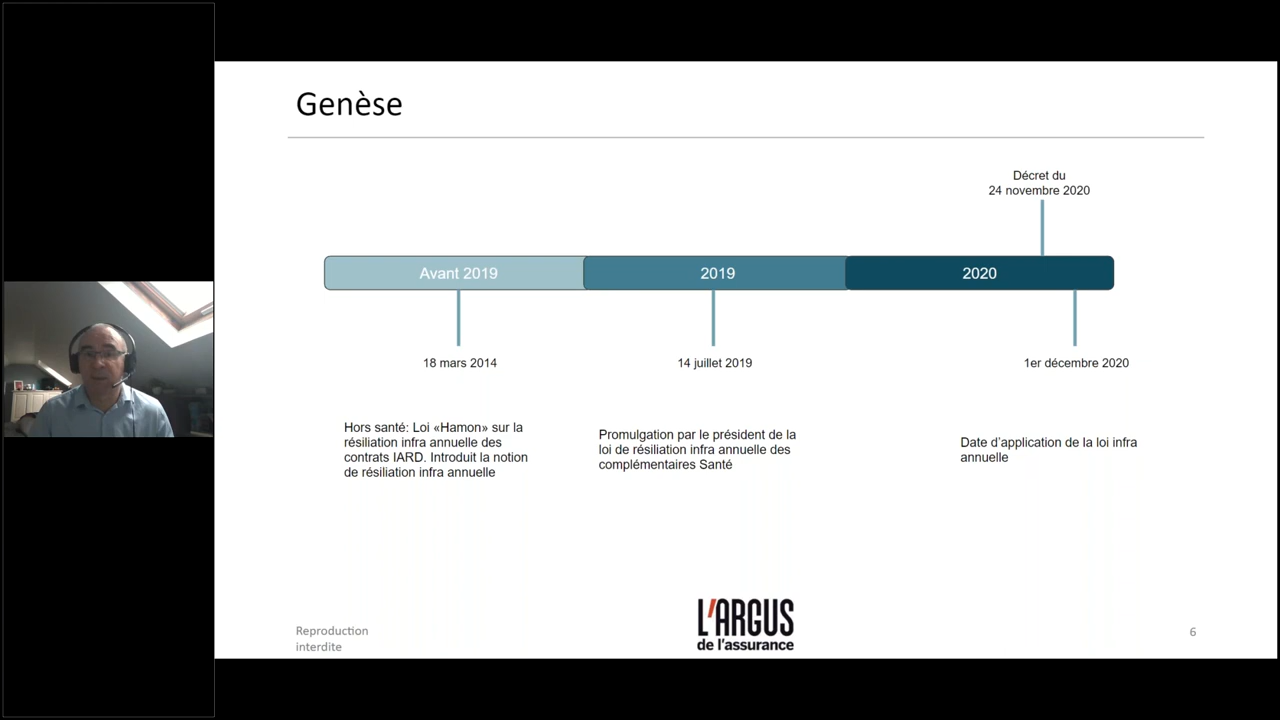 Genèse
Décret du
24 novembre 2020
Avant 2019
2019
2020
18 mars 2014
14 juillet 2019
1er décembre 2020
Hors santé: Loi «Hamon» sur la
résiliation infra annuelle des
contrats IARD. Introduit la notion
de résiliation infra annuelle
Promulgation par le président de la
loi de résiliation infra annuelle des
complémentaires Santé
Date d'application de la loi infra
annuelle
Reproduction
interdite
L'ARGUS
de l'assurance
6